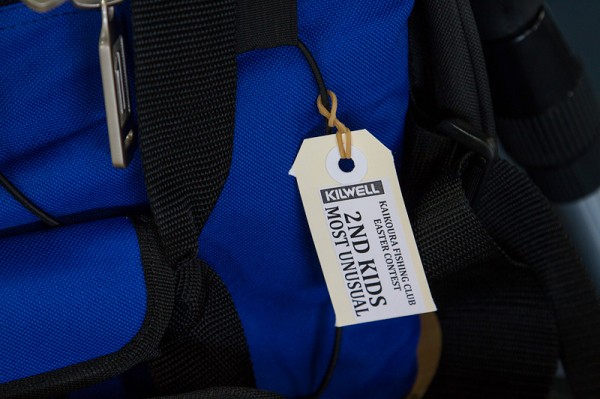 KILWELL
KAIKOURA FISHING CLUB
EASTER CONTEST
2ND KIDS
MOST UNUSUAL